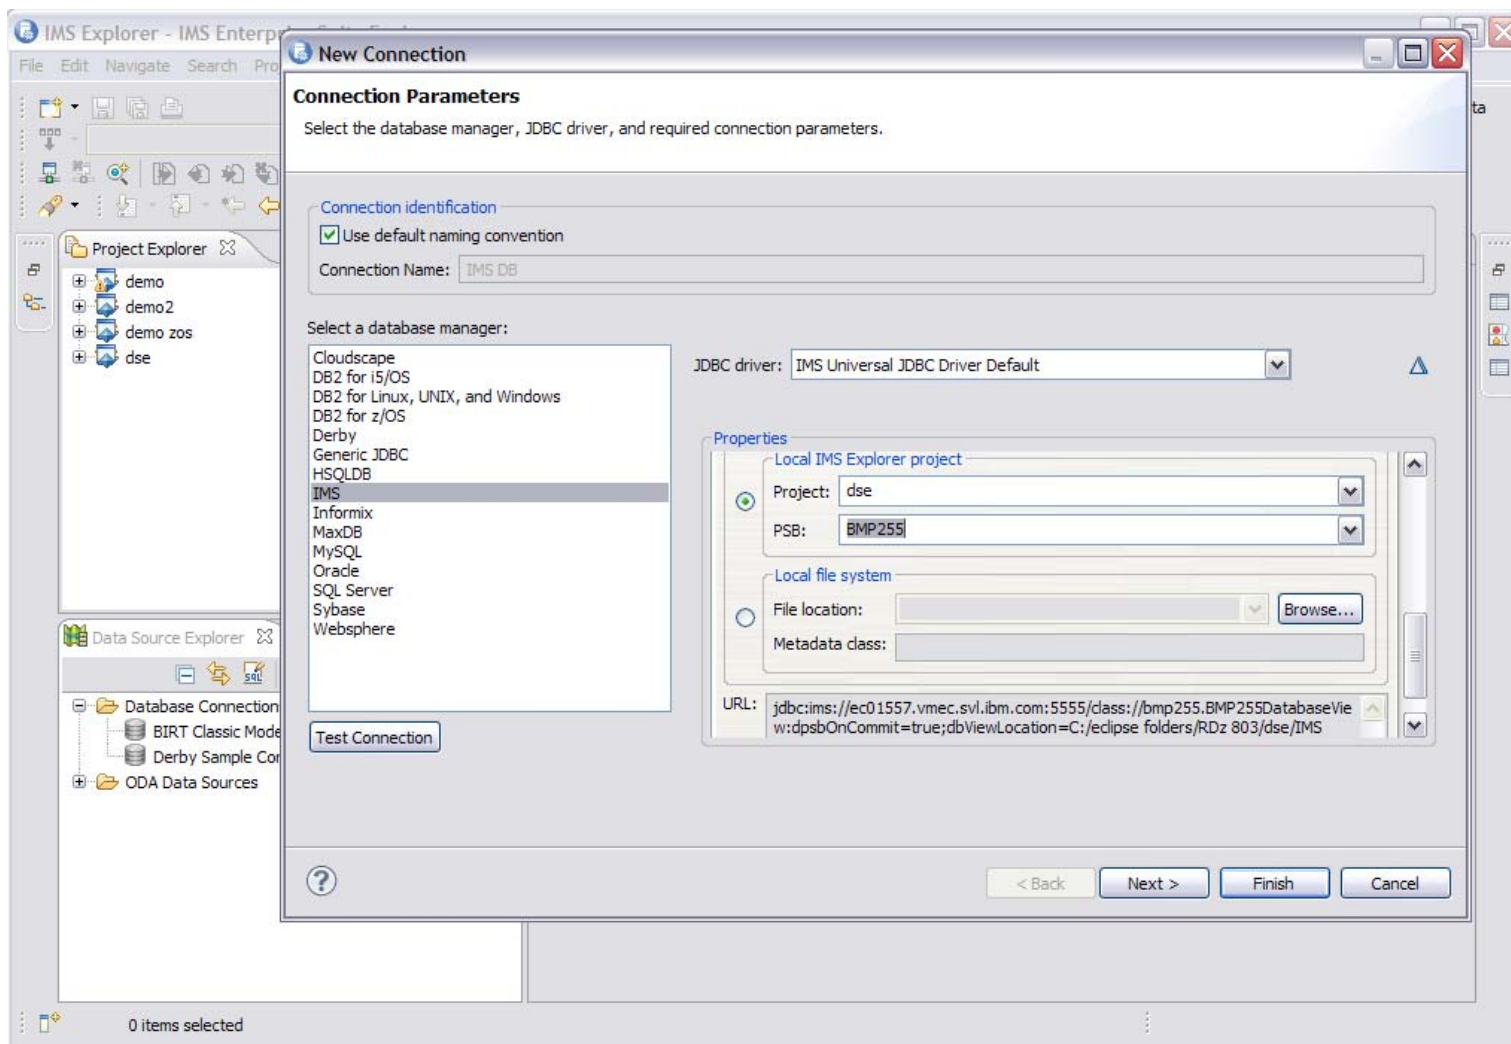 IMS Explorer - IMS Enterpr
File Edit Navigate Search Pro
New Connection
Connection Parameters
Select the database manager, JDBC driver, and required connection parameters.
ta
Connection identification
Use default naming convention
Connection Name: IMS DB
Project Explorer
demo
demo2
demo zos
dse
Select a database manager:
Cloudscape
DB2 for i5/OS
DB2 for Linux, UNIX, and Windows
DB2 for z/OS
Derby
Generic JDBC
HSQLDB
IMS
Informix
MaxDB
MySQL
Oracle
SQL Server
Sybase
Websphere
Test Connection
JDBC driver: IMS Universal JDBC Driver Default
Properties
Local IMS Explorer project
Project: dse
PSB: BMP255
Local file system
File location: Browse...
Metadata class:
URL: jdbc:ims://ec01557.vmec.svl.ibm.com:5555/class://bmp255.BMP255DatabaseVie
w:dpsbOnCommit=true;dbViewLocation=C:/eclipse folders/RDz 803/dse/IMS
Data Source Explorer
SQL
Database Connection
BIRT Classic Mode
Derby Sample Cor
ODA Data Sources
? < Back Next > Finish Cancel
0 items selected